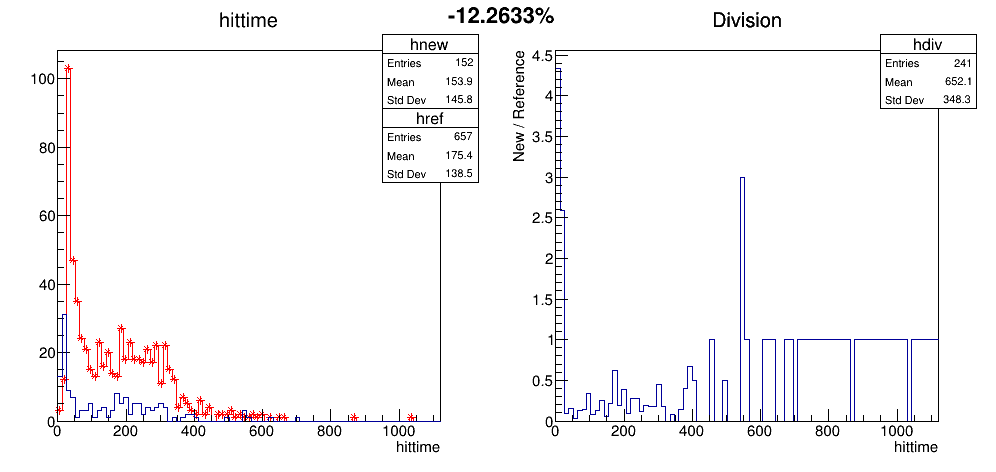 -12.2633%
hittime
hnew
Entries 152
Mean 153.9
Std Dev 145.8
href
Entries 657
Mean 175.4
Std Dev 138.5
100
80
60
40
20
0
0 200 400 600 800 1000
hittime
Division
hdiv
Entries 241
Mean 652.1
Std Dev 348.3
New / Reference
4.5
4
3.5
3
2.5
2
1.5
1
0.5
0
0 200 400 600 800 1000
hittime